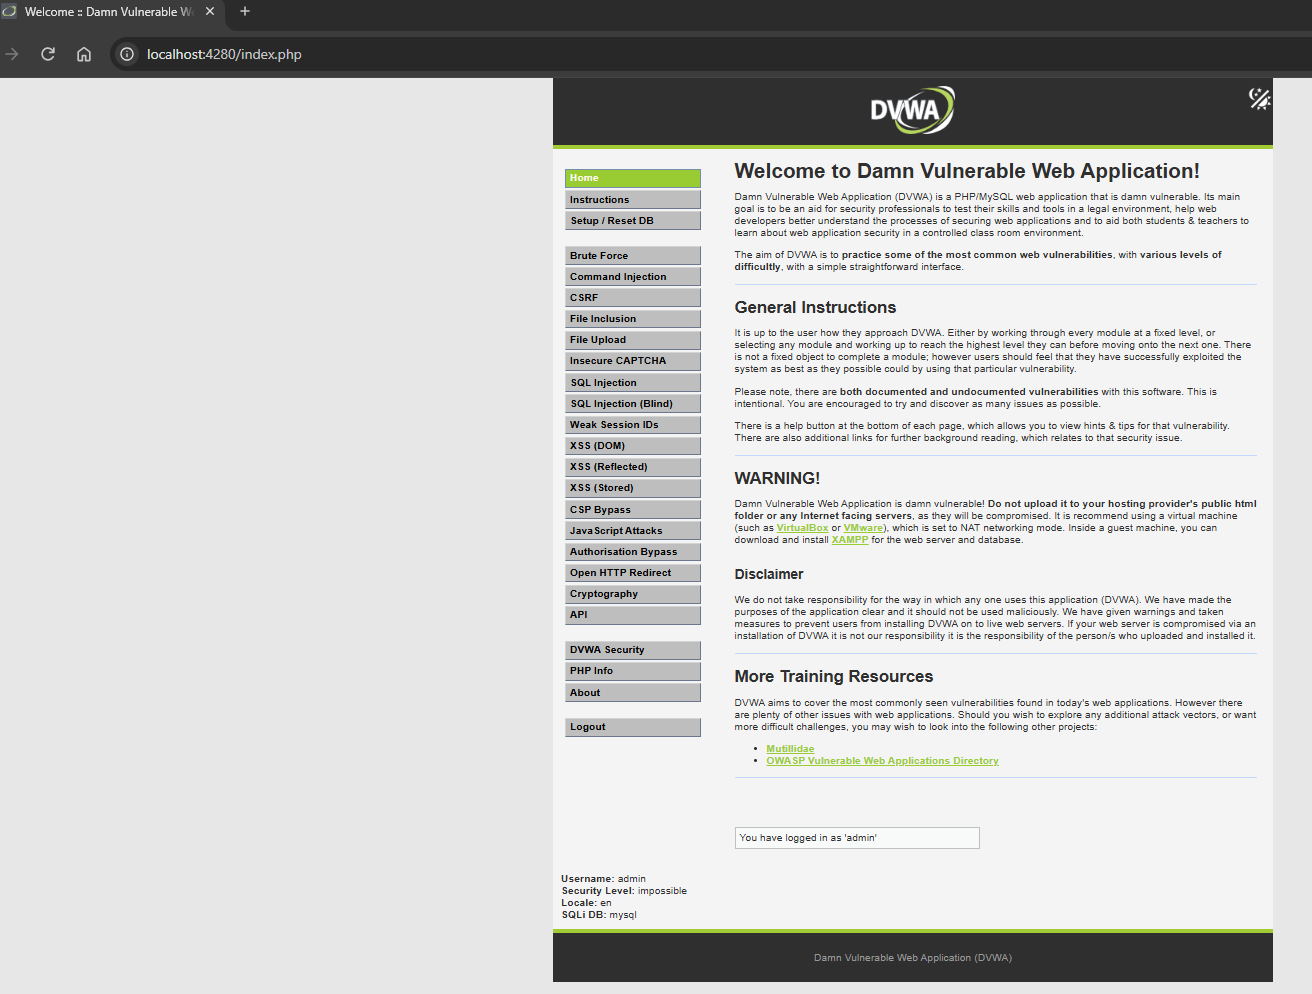 Welcome :: Damn Vulnerable W
localhost:4280/index.php
DVWA
Home
Instructions
Setup / Reset DB
Brute Force
Command Injection
CSRF
File Inclusion
File Upload
Insecure CAPTCHA
SQL Injection
SQL Injection (Blind)
Weak Session IDs
XSS (DOM)
XSS (Reflected)
XSS (Stored)
CSP Bypass
JavaScript Attacks
Authorisation Bypass
Open HTTP Redirect
Cryptography
API
DVWA Security
PHP Info
About
Logout
Welcome to Damn Vulnerable Web Application!
Damn Vulnerable Web Application (DVWA) is a PHP/MySQL web application that is damn vulnerable. Its main
goal is to be an aid for security professionals to test their skills and tools in a legal environment, help web
developers better understand the processes of securing web applications and to aid both students & teachers to
learn about web application security in a controlled class room environment.
The aim of DVWA is to practice some of the most common web vulnerabilities, with various levels of
difficultly, with a simple straightforward interface.
General Instructions
It is up to the user how they approach DVWA. Either by working through every module at a fixed level, or
selecting any module and working up to reach the highest level they can before moving onto the next one. There
is not a fixed object to complete a module; however users should feel that they have successfully exploited the
system as best as they possible could by using that particular vulnerability.
Please note, there are both documented and undocumented vulnerabilities with this software. This is
intentional. You are encouraged to try and discover as many issues as possible.
There is a help button at the bottom of each page, which allows you to view hints & tips for that vulnerability.
There are also additional links for further background reading, which relates to that security issue.
WARNING!
Damn Vulnerable Web Application is damn vulnerable! Do not upload it to your hosting provider's public html
folder or any Internet facing servers, as they will be compromised. It is recommend using a virtual machine
(such as VirtualBox or VMware), which is set to NAT networking mode. Inside a guest machine, you can
download and install XAMPP for the web server and database.
Disclaimer
We do not take responsibility for the way in which any one uses this application (DVWA). We have made the
purposes of the application clear and it should not be used maliciously. We have given warnings and taken
measures to prevent users from installing DVWA on to live web servers. If your web server is compromised via an
installation of DVWA it is not our responsibility it is the responsibility of the person/s who uploaded and installed it.
More Training Resources
DVWA aims to cover the most commonly seen vulnerabilities found in today's web applications. However there
are plenty of other issues with web applications. Should you wish to explore any additional attack vectors, or want
more difficult challenges, you may wish to look into the following other projects:
• Mutillidae
• OWASP Vulnerable Web Applications Directory
You have logged in as 'admin'
Username: admin
Security Level: impossible
Locale: en
SQLi DB: mysql
Damn Vulnerable Web Application (DVWA)